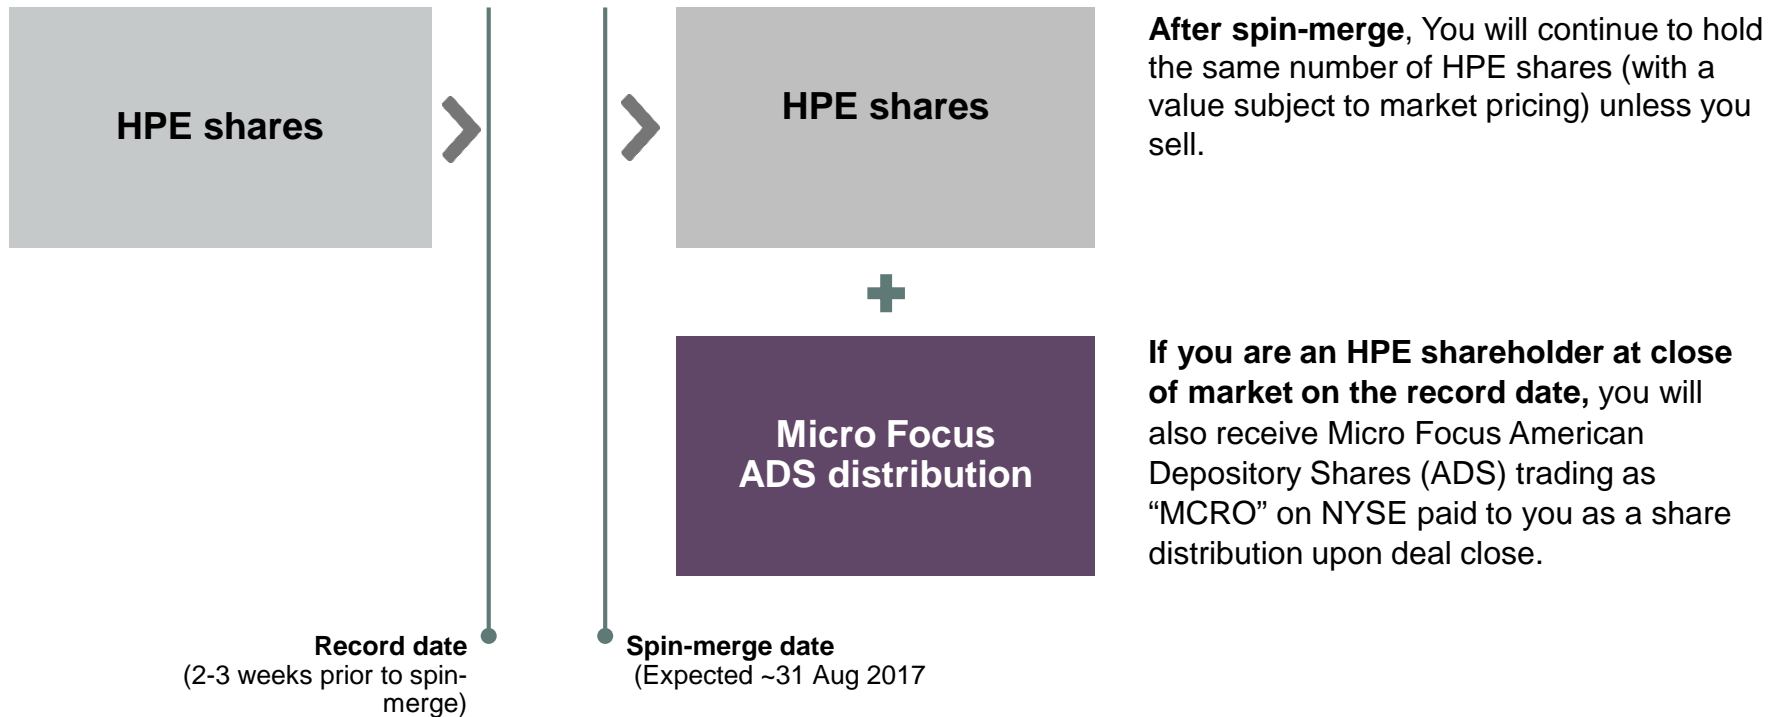 HPE shares
HPE shares
After spin-merge, You will continue to hold
the same number of HPE shares (with a
value subject to market pricing) unless you
sell.
Micro Focus
ADS distribution
If you are an HPE shareholder at close
of market on the record date, you will
also receive Micro Focus American
Depository Shares (ADS) trading as
“MCRO” on NYSE paid to you as a share
distribution upon deal close.
Record date
(2-3 weeks prior to spin-
merge)
Spin-merge date
(Expected ~31 Aug 2017